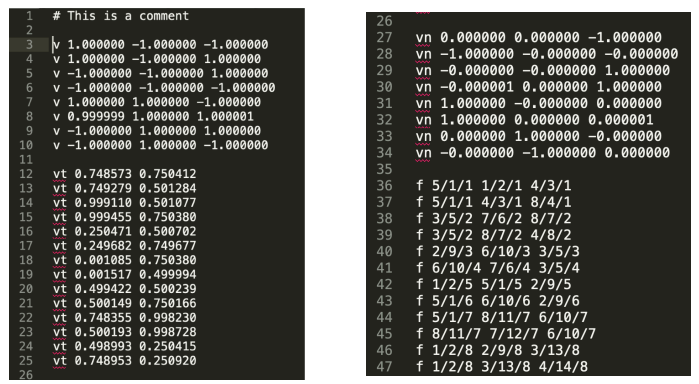 1 # This is a comment
2
3 v 1.000000 -1.000000 -1.000000
4 v 1.000000 -1.000000 1.000000
5 v -1.000000 -1.000000 1.000000
6 v -1.000000 -1.000000 -1.000000
7 v 1.000000 1.000000 -1.000000
8 v 0.999999 1.000000 1.000001
9 v -1.000000 1.000000 1.000000
10 v -1.000000 1.000000 -1.000000
11
12 vt 0.748573 0.750412
13 vt 0.749279 0.501284
14 vt 0.999110 0.501077
15 vt 0.999455 0.750380
16 vt 0.250471 0.500702
17 vt 0.249682 0.749677
18 vt 0.001085 0.750380
19 vt 0.001517 0.499994
20 vt 0.499422 0.500239
21 vt 0.500149 0.750166
22 vt 0.748355 0.998230
23 vt 0.500193 0.998728
24 vt 0.498993 0.250415
25 vt 0.748953 0.250920
26
26
27 vn 0.000000 0.000000 -1.000000
28 vn -1.000000 -0.000000 -0.000000
29 vn -0.000000 -0.000000 1.000000
30 vn -0.000001 0.000000 1.000000
31 vn 1.000000 -0.000000 0.000000
32 vn 1.000000 0.000000 0.000001
33 vn 0.000000 1.000000 -0.000000
34 vn -0.000000 -1.000000 0.000000
35
36 f 5/1/1 1/2/1 4/3/1
37 f 5/1/1 4/3/1 8/4/1
38 f 3/5/2 7/6/2 8/7/2
39 f 3/5/2 8/7/2 4/8/2
40 f 2/9/3 6/10/3 3/5/3
41 f 6/10/4 7/6/4 3/5/4
42 f 1/2/5 5/1/5 2/9/5
43 f 5/1/6 6/10/6 2/9/6
44 f 5/1/7 8/11/7 6/10/7
45 f 8/11/7 7/12/7 6/10/7
46 f 1/2/8 2/9/8 3/13/8
47 f 1/2/8 3/13/8 4/14/8